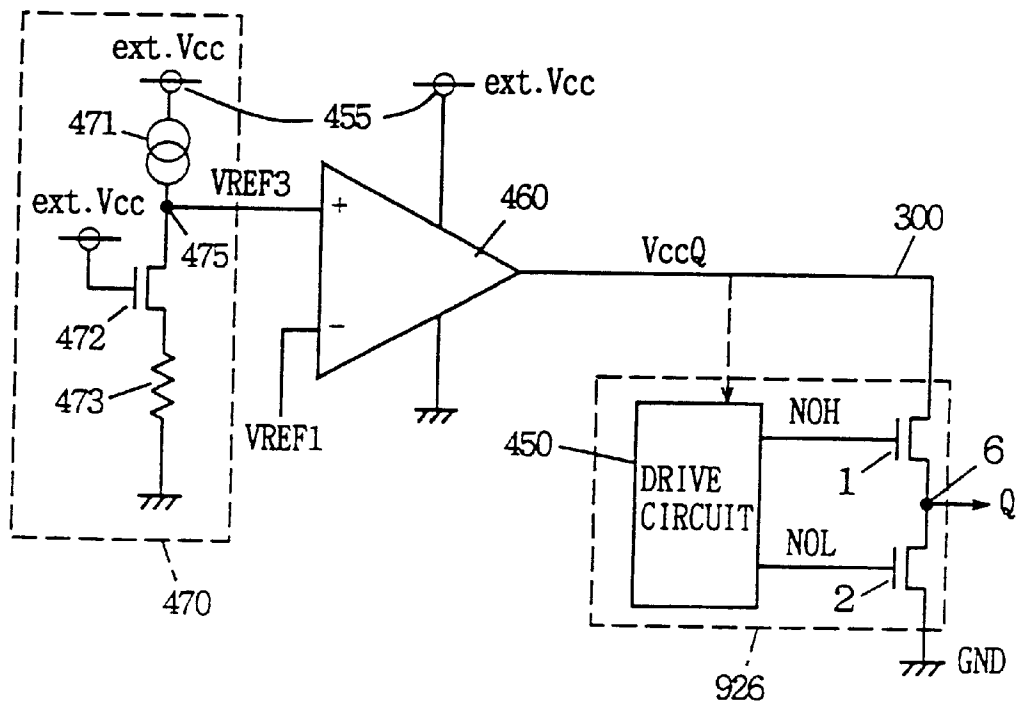 ext.Vcc
455
ext.Vcc
471
VREF3
ext.Vcc
+
460
475
VccQ
300
472
−
473
VREF1
450
NOH
DRIVE
CIRCUIT
1
6
Q
NOL
2
470
GND
926